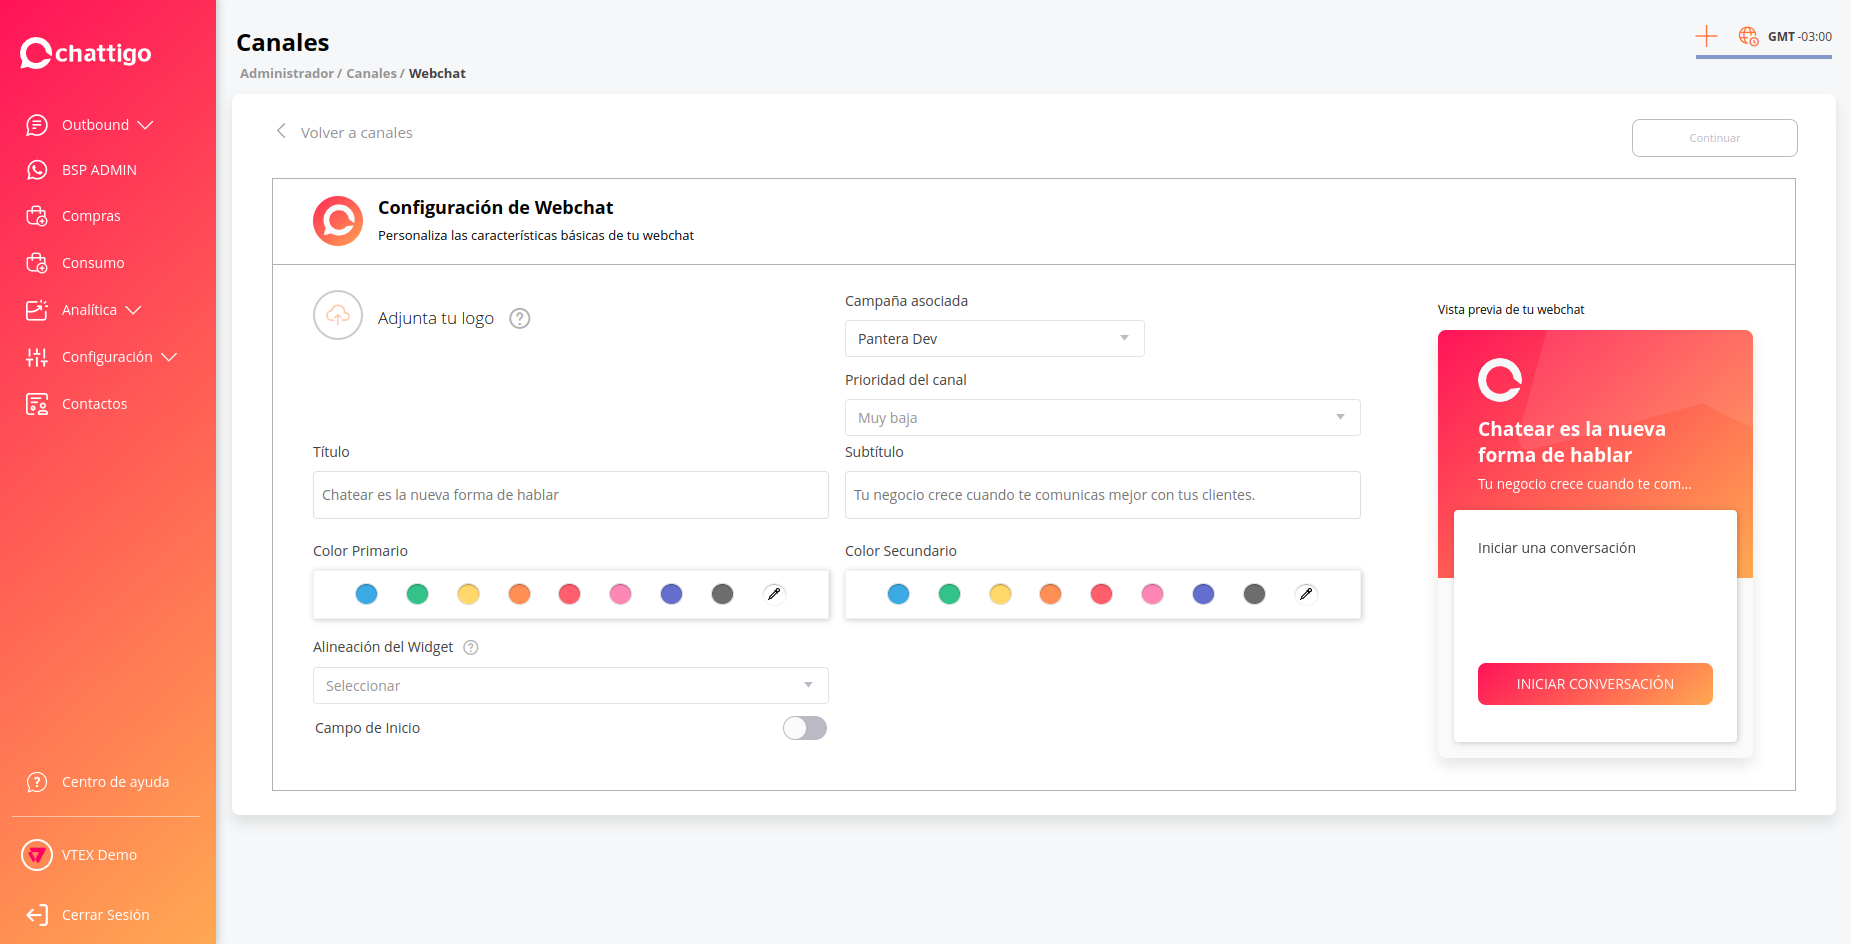 chattigo
Outbound
BSP ADMIN
Compras
Consumo
Analítica
Configuración
Contactos
Centro de ayuda
VTEX Demo
Cerrar Sesión
Canales
Administrador / Canales / Webchat
GMT -03:00
Volver a canales
Continuar
Configuración de Webchat
Personaliza las características básicas de tu webchat
Adjunta tu logo ?
Campaña asociada
Pantera Dev
Prioridad del canal
Muy baja
Título
Chatear es la nueva forma de hablar
Subtítulo
Tu negocio crece cuando te comunicas mejor con tus clientes.
Color Primario
Color Secundario
Alineación del Widget ?
Seleccionar
Campo de Inicio
Vista previa de tu webchat
Chatear es la nueva
forma de hablar
Tu negocio crece cuando te com...
Iniciar una conversación
INICIAR CONVERSACIÓN